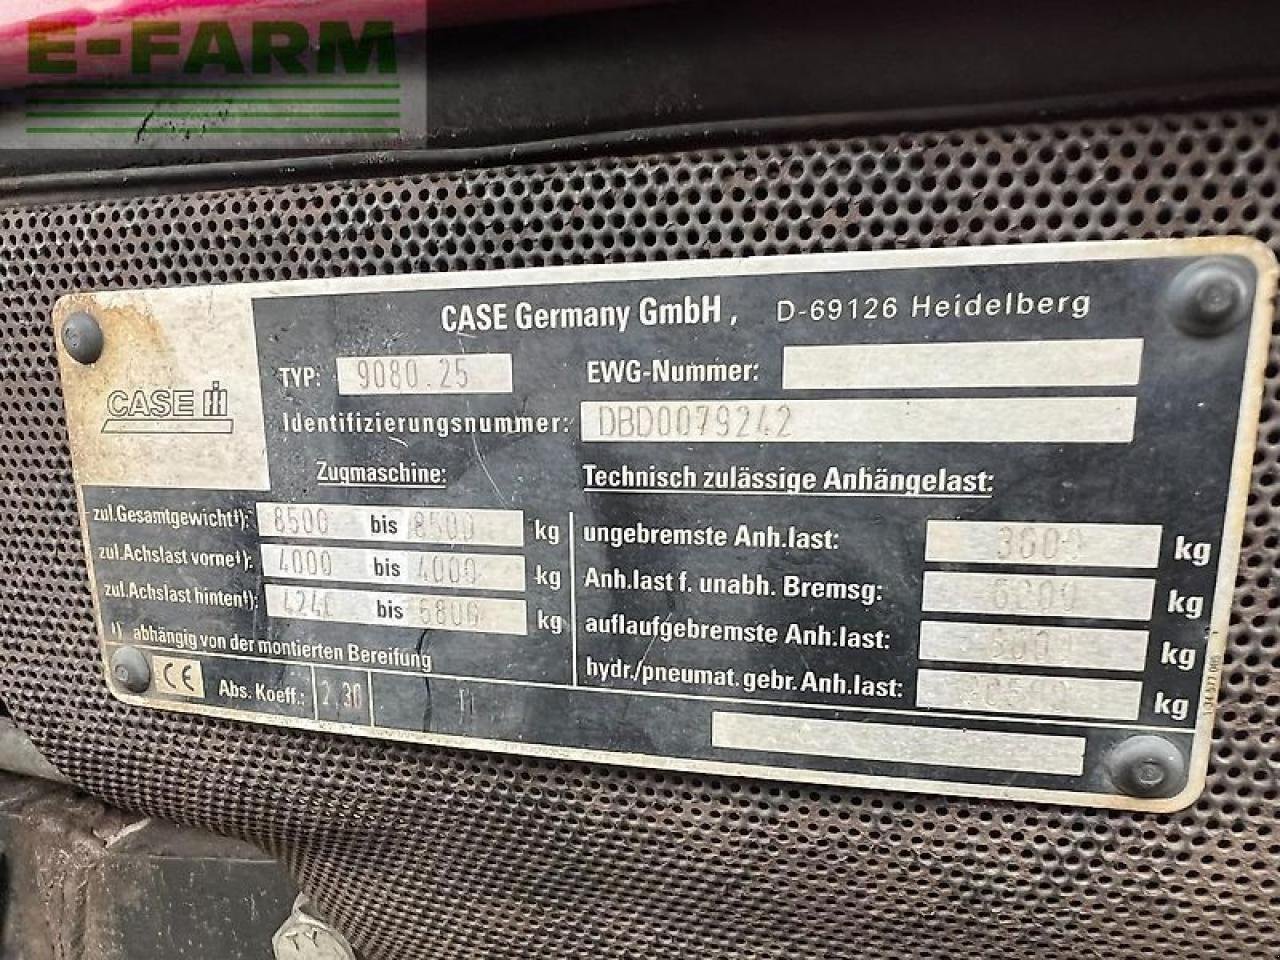 E-FARM
CASE Germany GmbH, D-69126 Heidelberg
CASE IH
TYP: 9080.25 EWG-Nummer:
Identifizierungsnummer: DBD0079242
Zugmaschine: Technisch zulässige Anhängelast:
zul.Gesamtgewicht¹): 8500 bis 8500 kg
zul.Achslast vorne¹): 4000 bis 4000 kg
zul.Achslast hinten¹): bis 6800 kg
¹) abhängig von der montierten Bereifung
ungebremste Anh.last: kg
Anh.last f. unabh. Bremsg: kg
auflaufgebremste Anh.last: kg
hydr./pneumat.gebr.Anh.last: kg
CE Abs. Koeff.: 2,30
TY